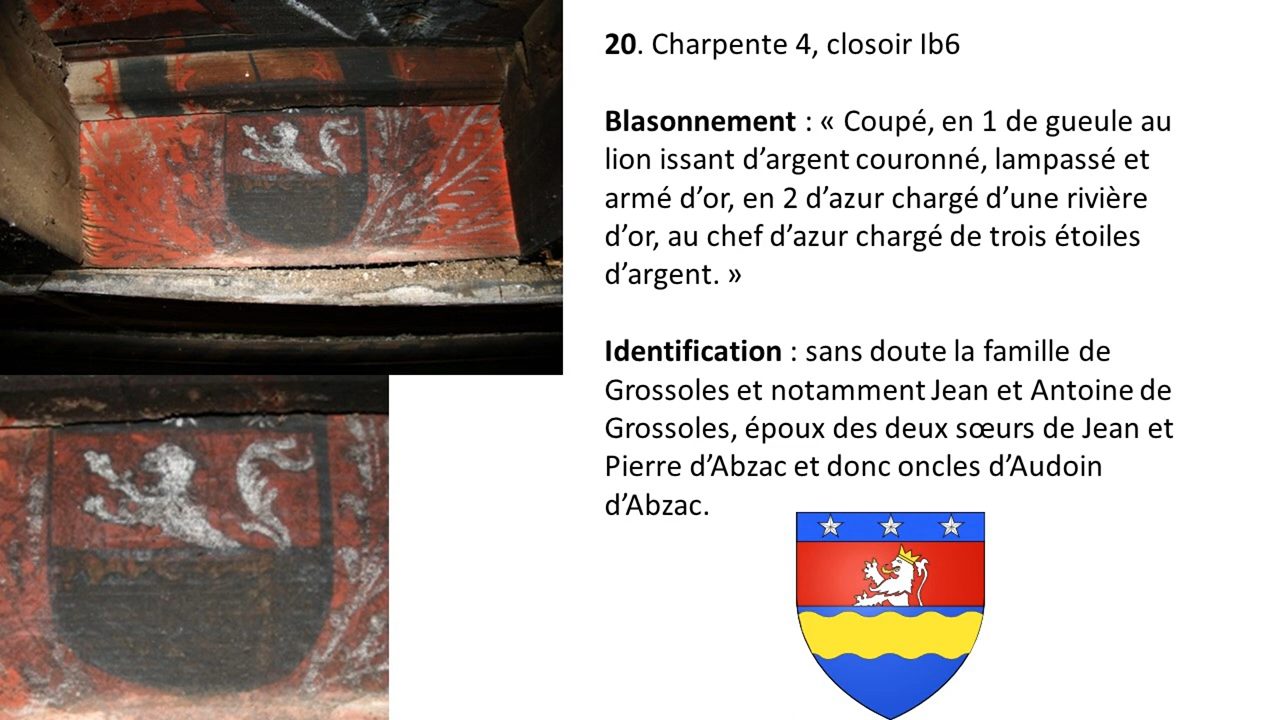 20. Charpente 4, closoir Ib6
Blasonnement : « Coupé, en 1 de gueule au
lion issant d’argent couronné, lampassé et
armé d’or, en 2 d’azur chargé d’une rivière
d’or, au chef d’azur chargé de trois étoiles
d’argent. »
Identification : sans doute la famille de
Grossoles et notamment Jean et Antoine de
Grossoles, époux des deux sœurs de Jean et
Pierre d’Abzac et donc oncles d’Audoin
d’Abzac.